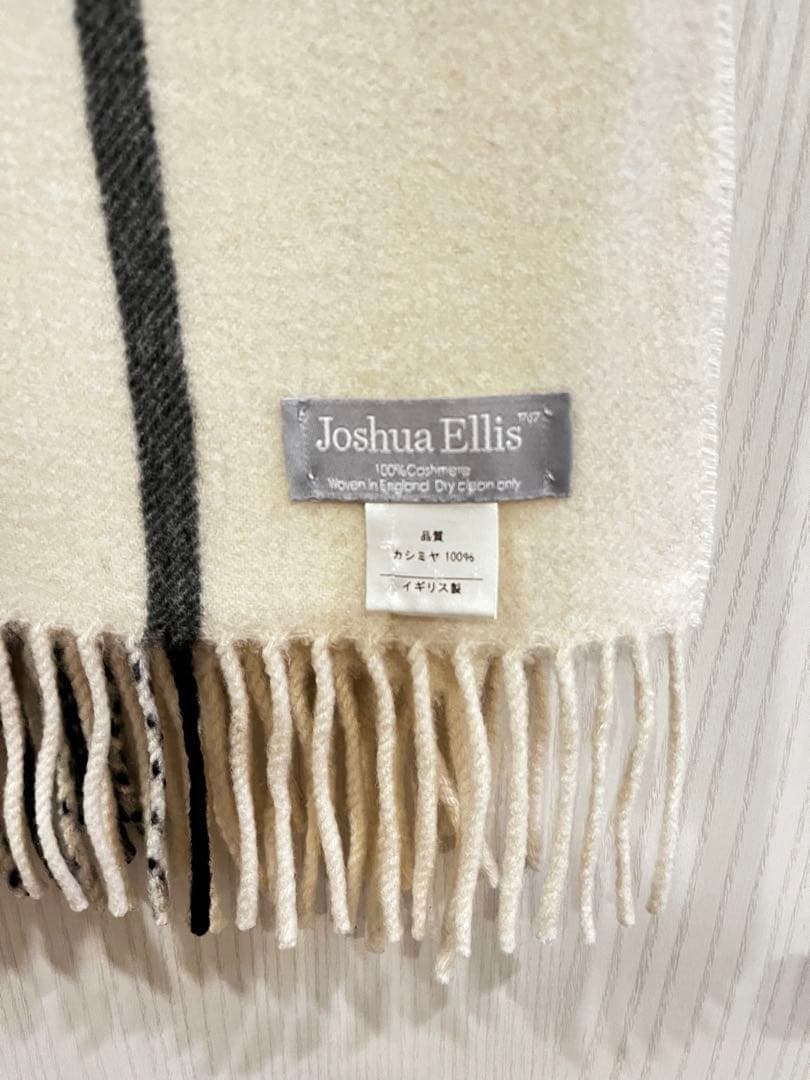 Joshua Ellis 1767
100% Cashmere
Woven in England Dry clean only
品質
カシミヤ 100%
イギリス製